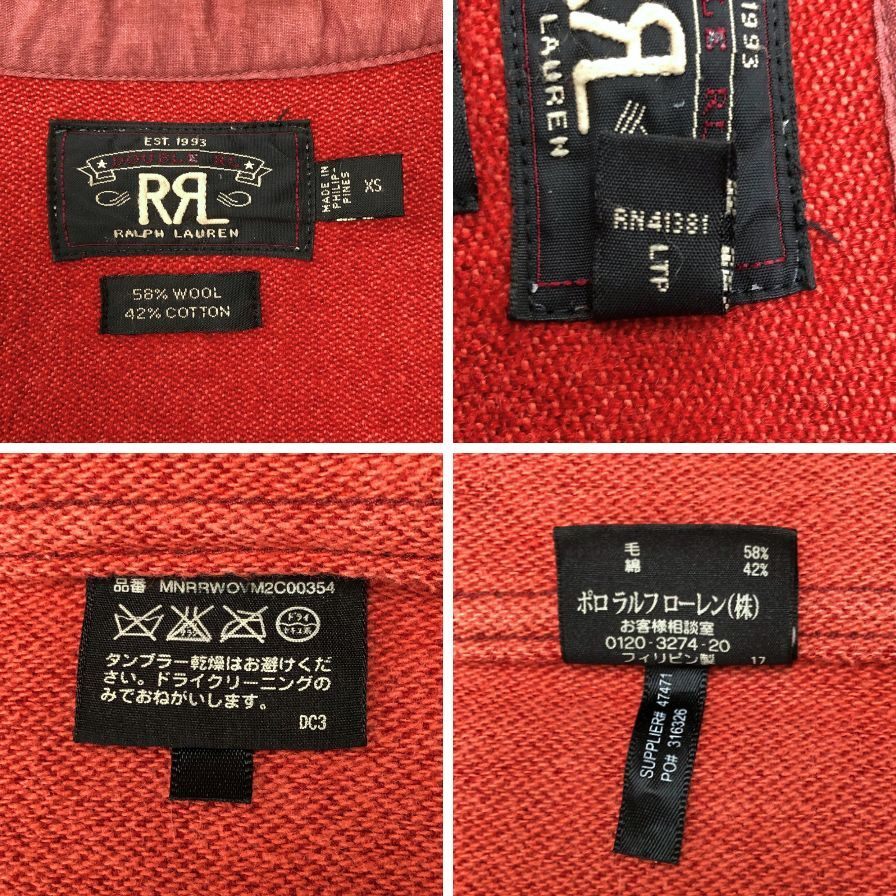 EST. 1993
DOUBLE RL
RRL
RALPH LAUREN
MADE IN
PHILIP-
PINES
XS
58% WOOL
42% COTTON
1993
LAUREN
RN41381
LTP
品番 MNRRWOVM2C00354
ドライ
セキユ系
タンブラー乾燥はお避けくだ
さい。ドライクリーニングの
みでおねがいします。
DC3
毛 58%
綿 42%
ポロ ラルフ ローレン(株)
お客様相談室
0120-3274-20
フィリピン製 17
SUPPLIER# 47471
PO# 316326